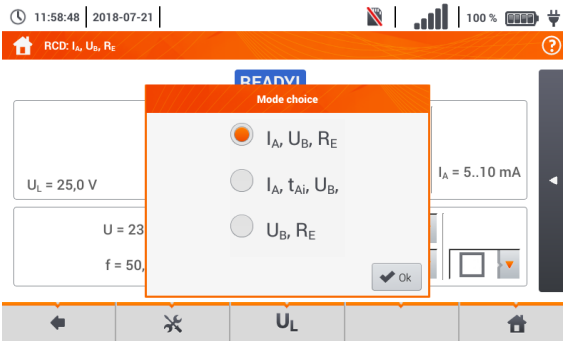 11:58:48 2018-07-21 100 %
RCD: IA, UB, RE ?
READY!
Mode choice
IA, UB, RE
IA, tAi, UB,
UB, RE
Ok
UL = 25,0 V
IA = 5..10 mA
U = 23
f = 50,
UL